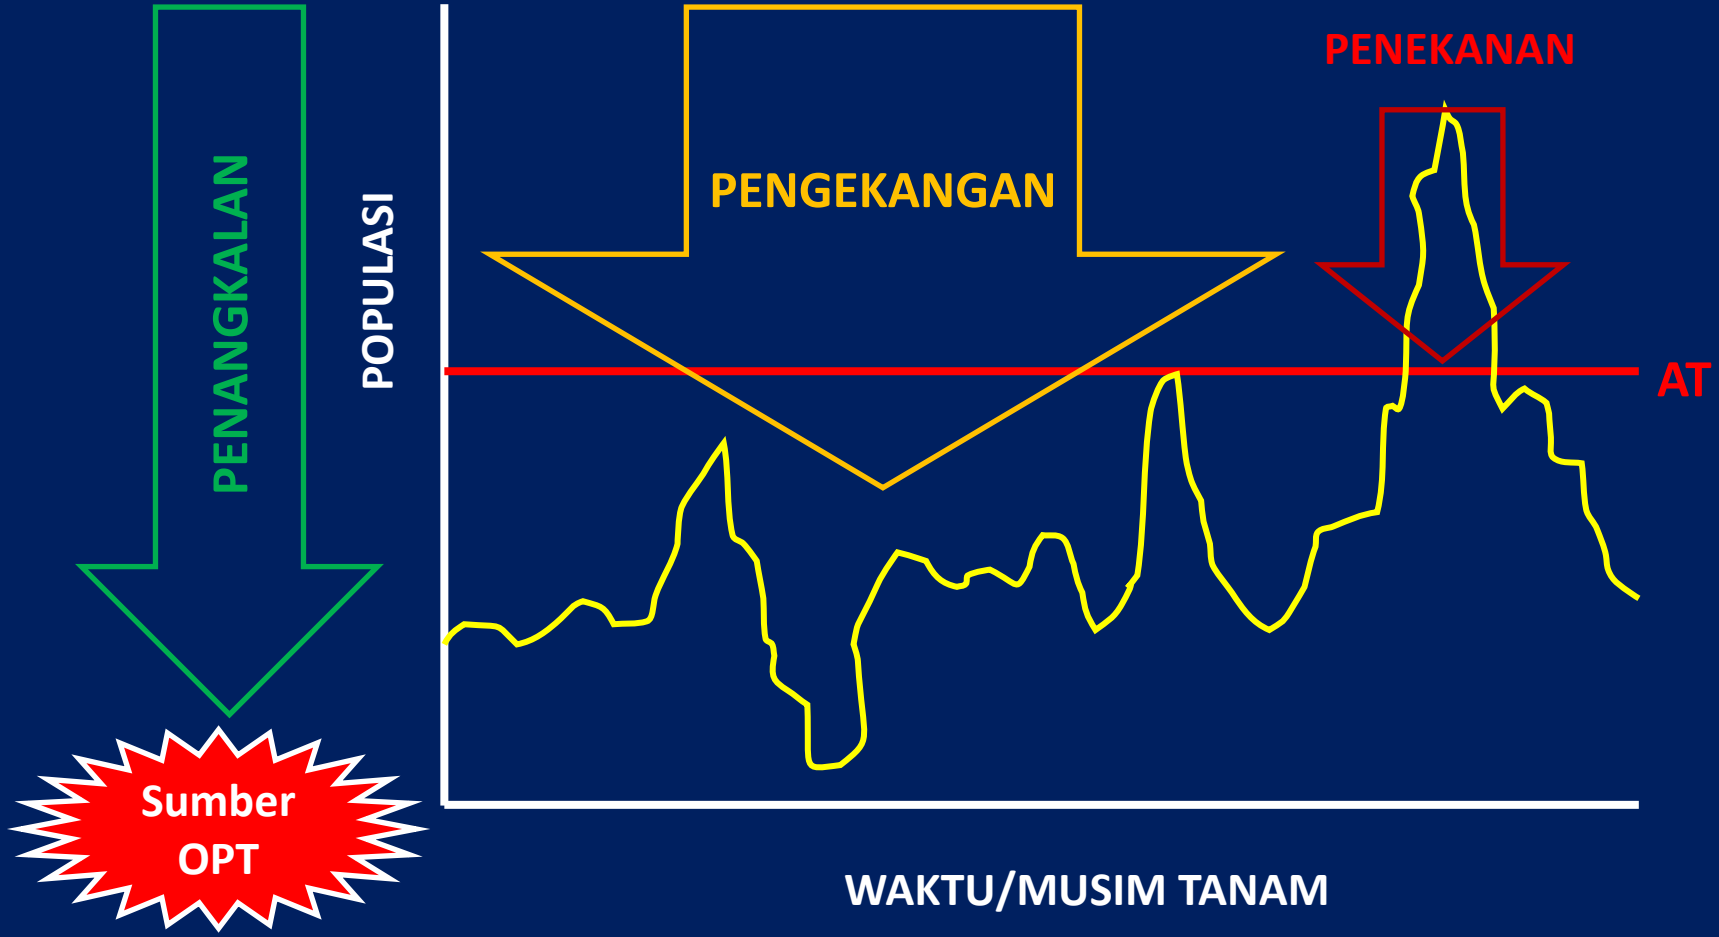 PENANGKALAN
POPULASI
PENGEKANGAN
PENEKANAN
AT
Sumber
OPT
WAKTU/MUSIM TANAM